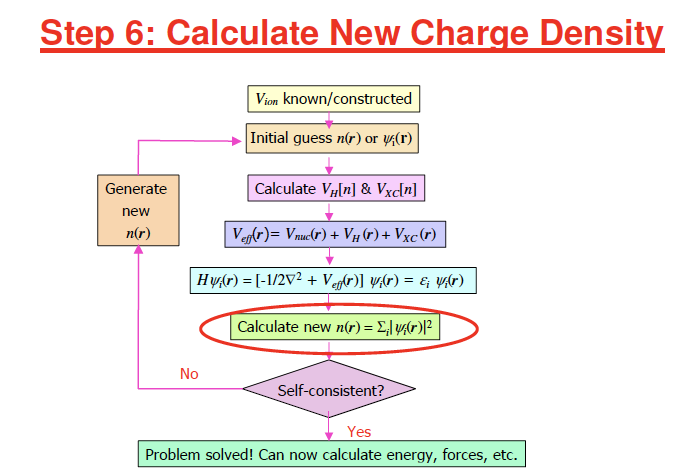 Step 6: Calculate New Charge Density
V_ion known/constructed
Initial guess n(r) or ψ_i(r)
Generate
new
n(r)
Calculate V_H[n] & V_XC[n]
V_eff(r)= V_nuc(r) + V_H (r) + V_XC (r)
Hψ_i(r) = [-1/2∇² + V_eff(r)] ψ_i(r) = ε_i ψ_i(r)
Calculate new n(r) = Σ_i|ψ_i(r)|²
No
Self-consistent?
Yes
Problem solved! Can now calculate energy, forces, etc.